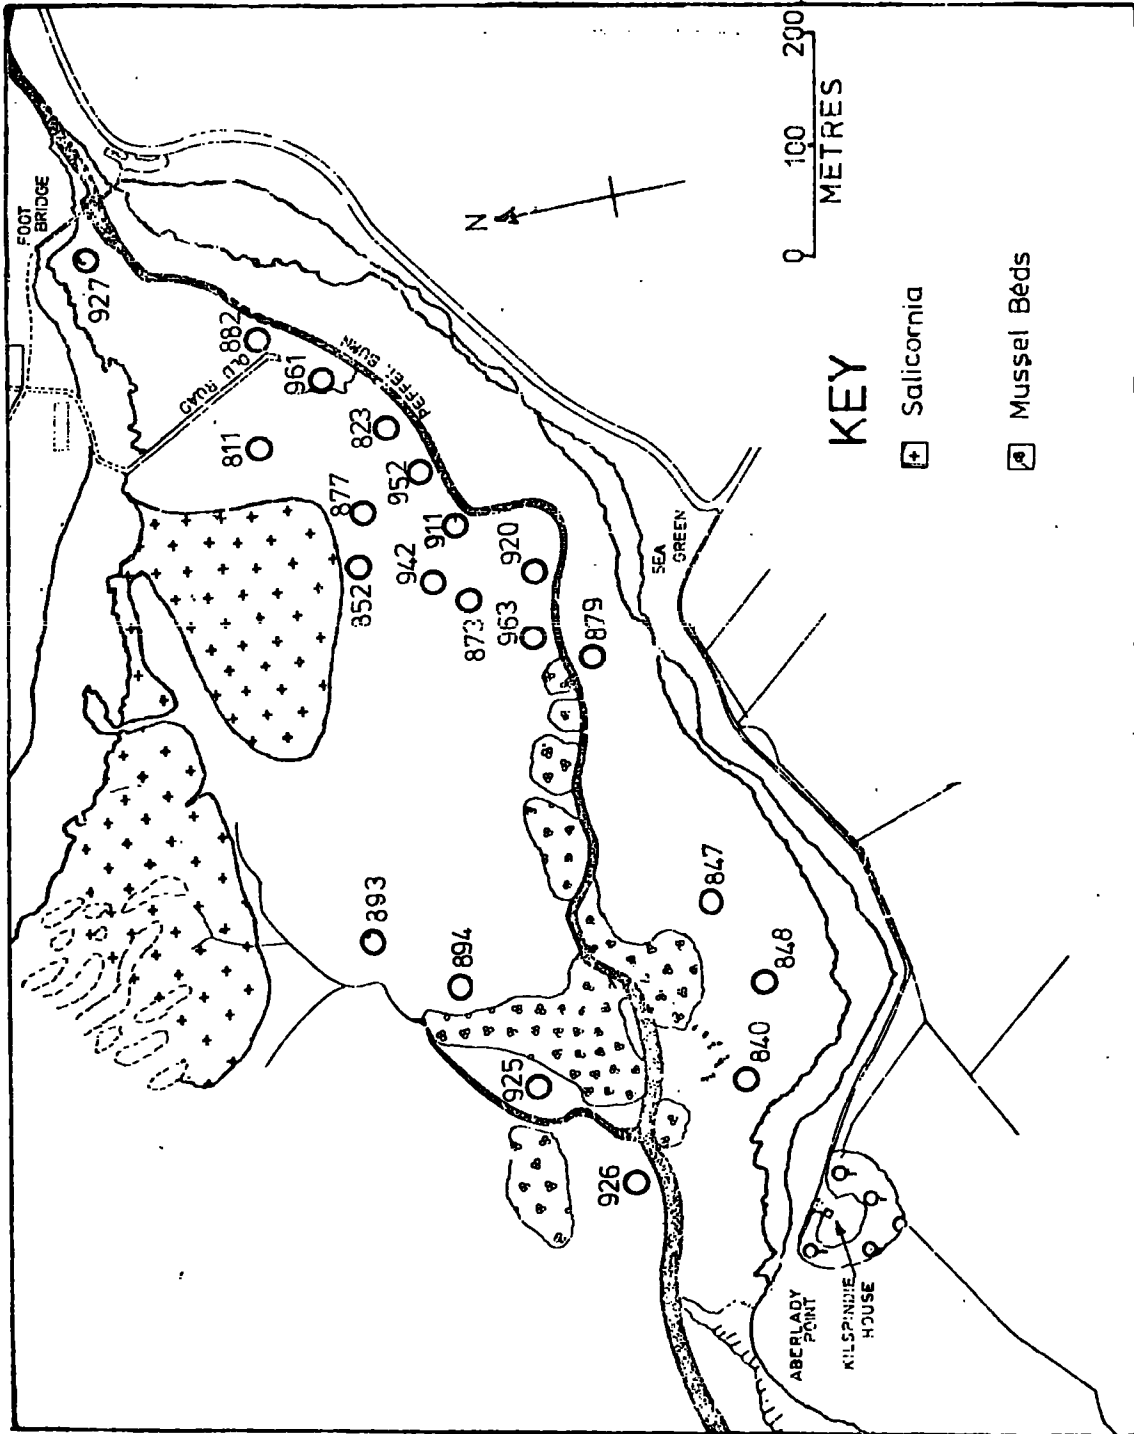 FOOT
BRIDGE
927
882
OLD ROAD
961
PEFFER BURN
811
823
952
877
911
852
942
920
873
963
879
893
894
847
848
840
925
926
SEA
GREEN
ABERLADY
POINT
KILSPINDIE
HOUSE
N
0 100 200
METRES
KEY
Salicornia
Mussel Beds